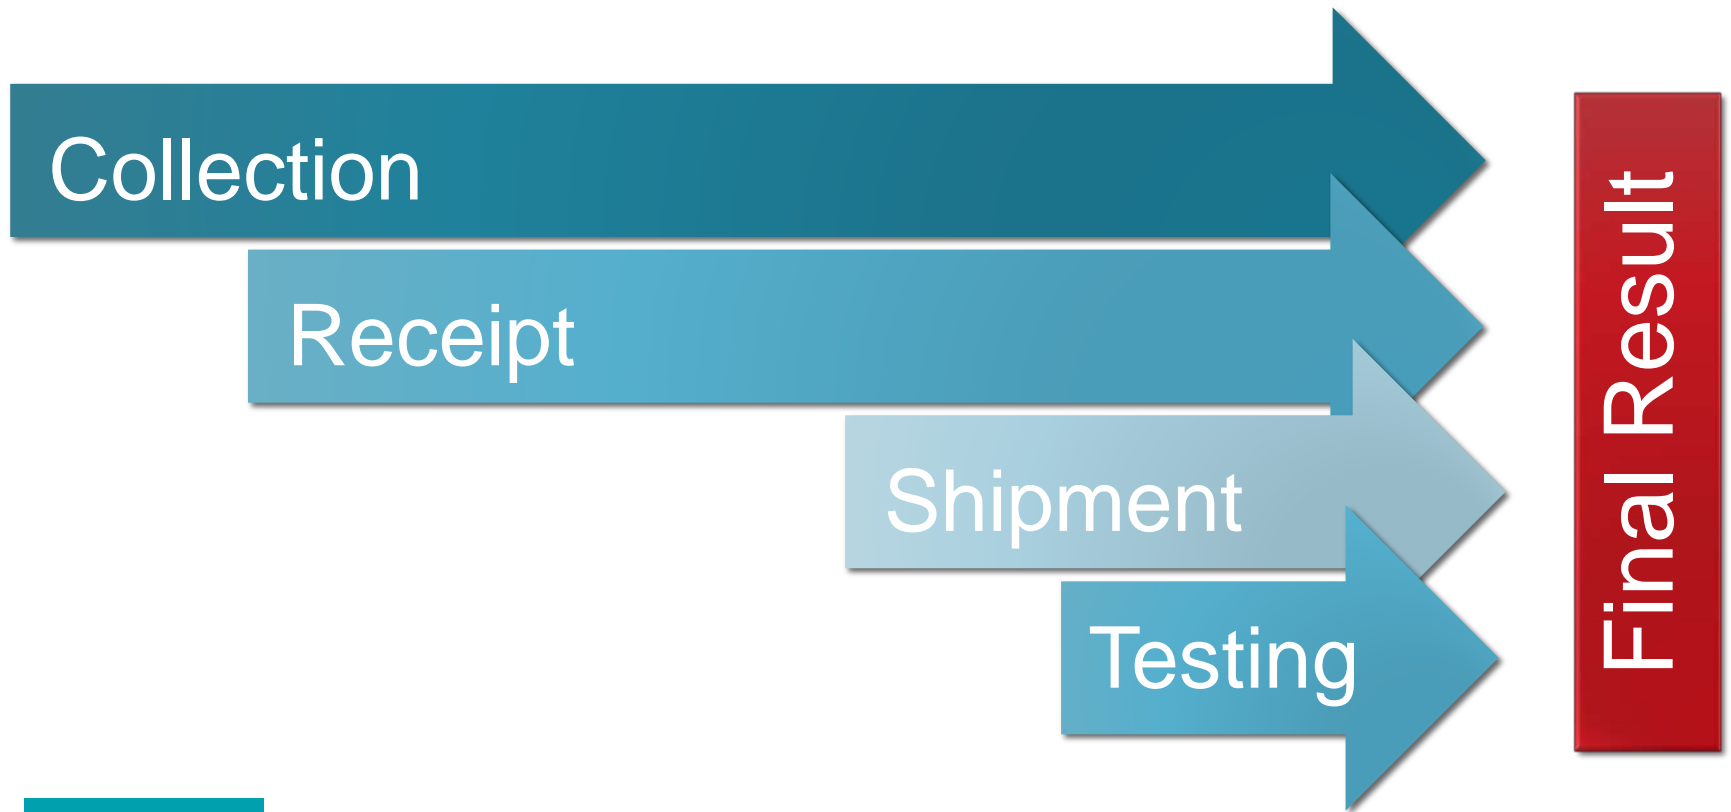 Collection
Receipt
Shipment
Testing
Final Result